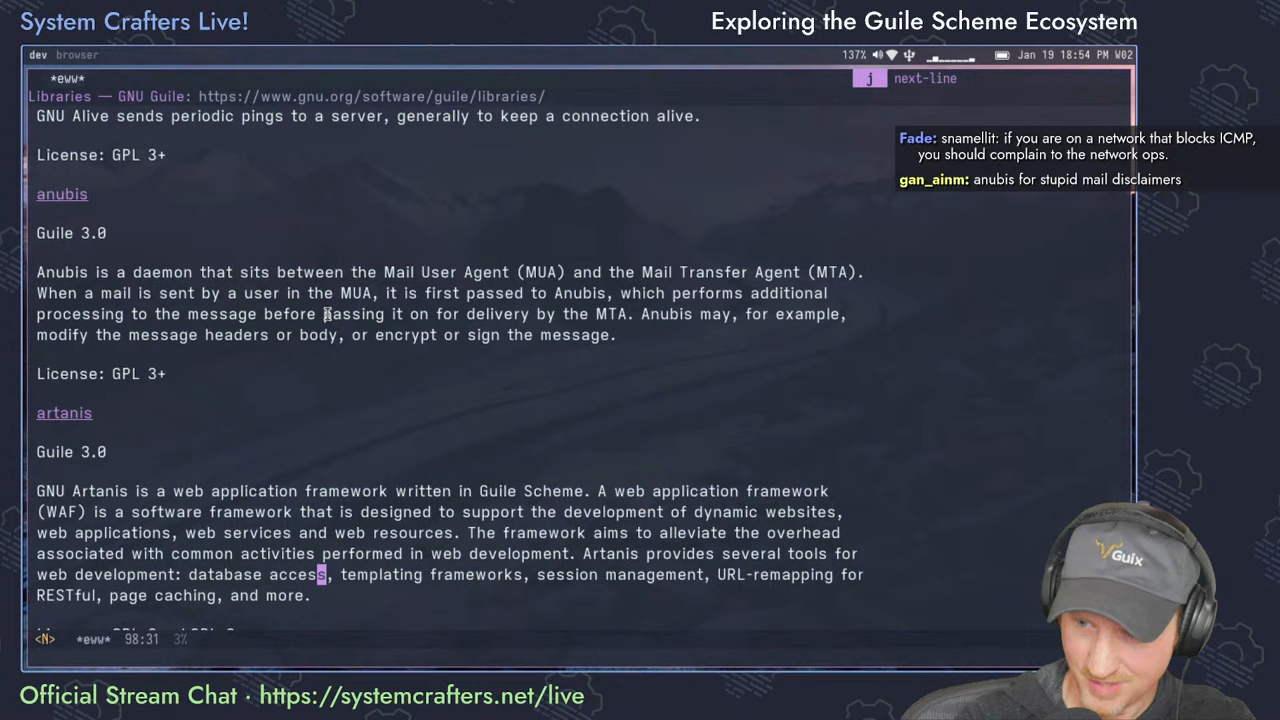 System Crafters Live!
Exploring the Guile Scheme Ecosystem
dev browser
137%
Jan 19 18:54 PM W02
*eww*
j next-line
Libraries — GNU Guile: https://www.gnu.org/software/guile/libraries/
GNU Alive sends periodic pings to a server, generally to keep a connection alive.
Fade: snamellit: if you are on a network that blocks ICMP,
you should complain to the network ops.
gan_ainm: anubis for stupid mail disclaimers
License: GPL 3+
anubis
Guile 3.0
Anubis is a daemon that sits between the Mail User Agent (MUA) and the Mail Transfer Agent (MTA).
When a mail is sent by a user in the MUA, it is first passed to Anubis, which performs additional
processing to the message before passing it on for delivery by the MTA. Anubis may, for example,
modify the message headers or body, or encrypt or sign the message.
License: GPL 3+
artanis
Guile 3.0
GNU Artanis is a web application framework written in Guile Scheme. A web application framework
(WAF) is a software framework that is designed to support the development of dynamic websites,
web applications, web services and web resources. The framework aims to alleviate the overhead
associated with common activities performed in web development. Artanis provides several tools for
web development: database access, templating frameworks, session management, URL-remapping for
RESTful, page caching, and more.
<N> *eww* 98:31 3%
Guix
Official Stream Chat · https://systemcrafters.net/live